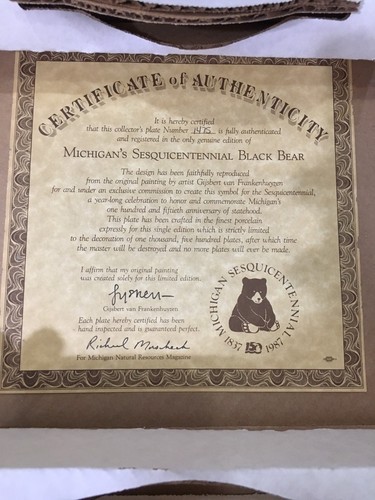 CERTIFICATE of AUTHENTICITY
It is hereby certified
that this collector's plate Number 1475 is fully authenticated
and registered in the only genuine edition of
MICHIGAN'S SESQUICENTENNIAL BLACK BEAR
The design has been faithfully reproduced
from the original painting by artist Gijsbert van Frankenhuyzen
for and under an exclusive commission to create this symbol for the Sesquicentennial,
a year-long celebration to honor and commemorate Michigan's
one hundred and fiftieth anniversary of statehood.
This plate has been crafted in the finest porcelain
expressly for this single edition which is strictly limited
to the decoration of one thousand, five hundred plates, after which time
the master will be destroyed and no more plates will ever be made.
I affirm that my original painting
was created solely for this limited edition.
Gijsbert van Frankenhuyzen
Each plate hereby certified has been
hand inspected and is guaranteed perfect.
Richard Morscheck
For Michigan Natural Resources Magazine
MICHIGAN SESQUICENTENNIAL
1837 1987